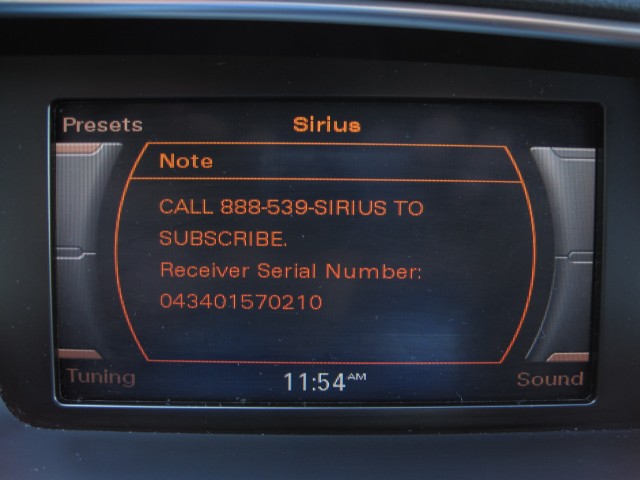 Presets
Sirius
Note
CALL 888-539-SIRIUS TO
SUBSCRIBE.
Receiver Serial Number:
043401570210
Tuning
11:54AM
Sound